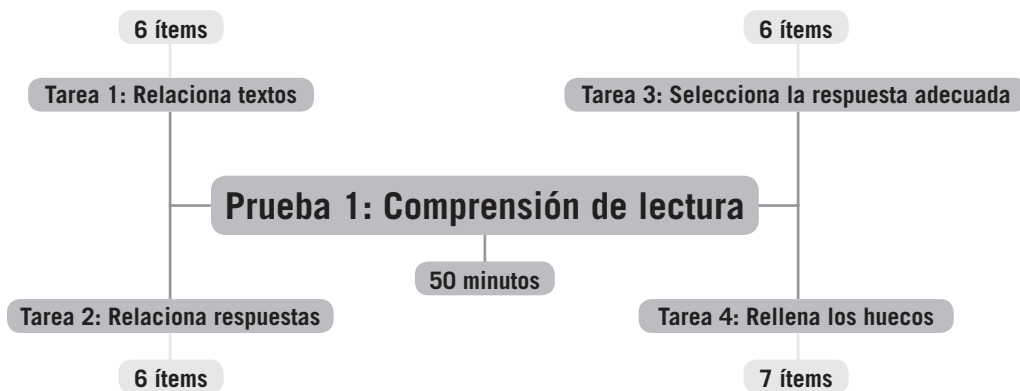 6 ítems
6 ítems
Tarea 1: Relaciona textos
Tarea 3: Selecciona la respuesta adecuada
Prueba 1: Comprensión de lectura
50 minutos
Tarea 2: Relaciona respuestas
Tarea 4: Rellena los huecos
6 ítems
7 ítems